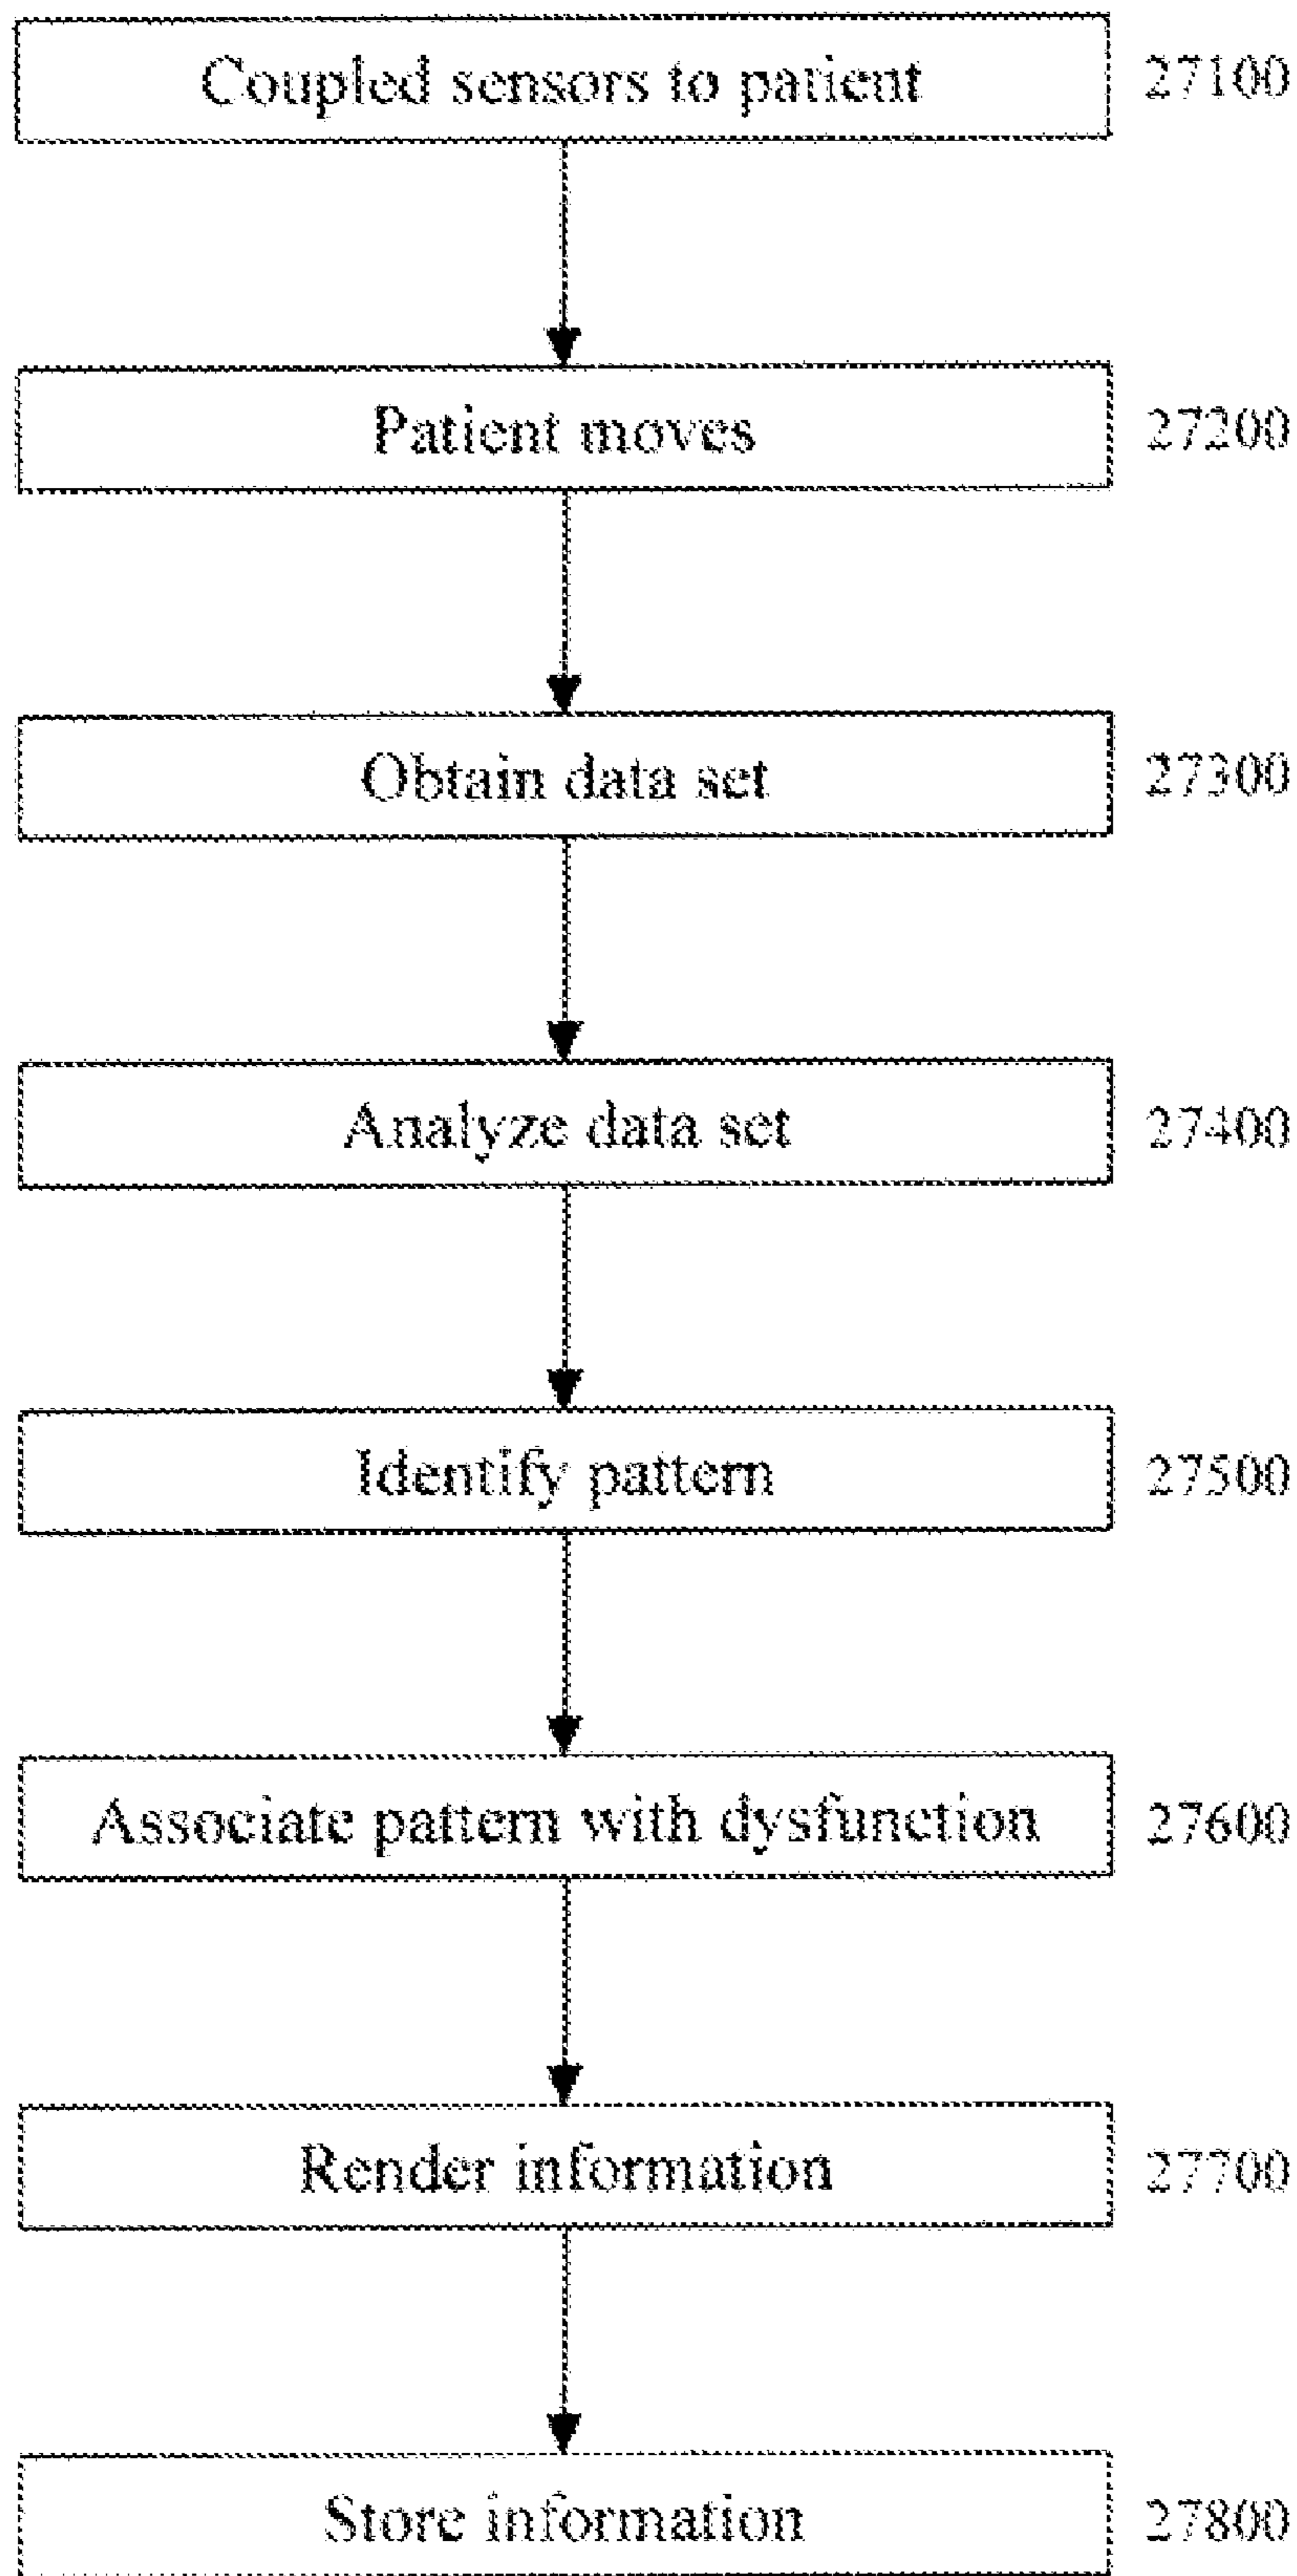 Coupled sensors to patient 27100
Patient moves 27200
Obtain data set 27300
Analyze data set 27400
Identify pattern 27500
Associate pattern with dysfunction 27600
Render information 27700
Store information 27800